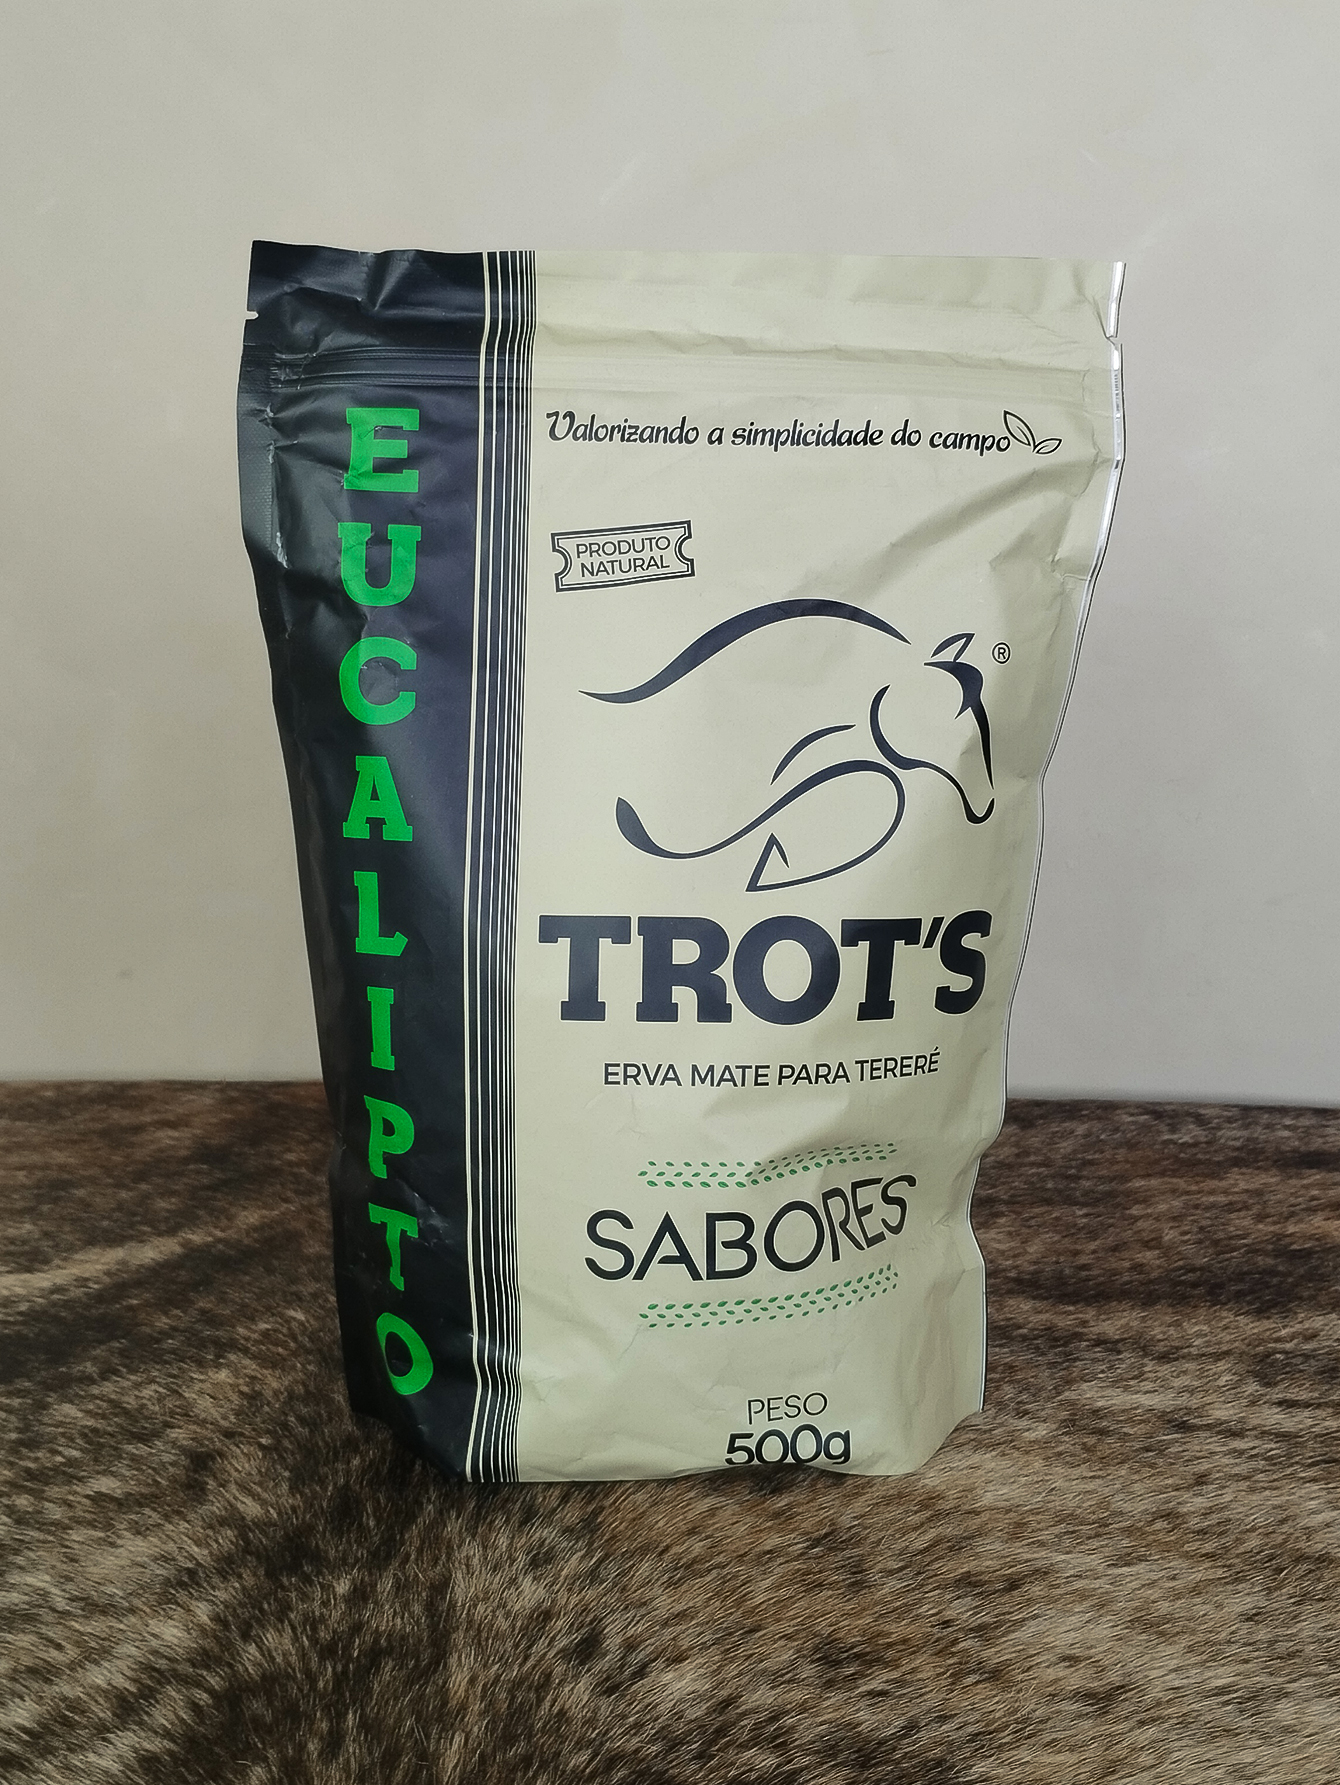 EUCALIPTO
Valorizando a simplicidade do campo
PRODUTO
NATURAL
®
TROT'S
ERVA MATE PARA TERERÉ
SABORES
PESO
500g